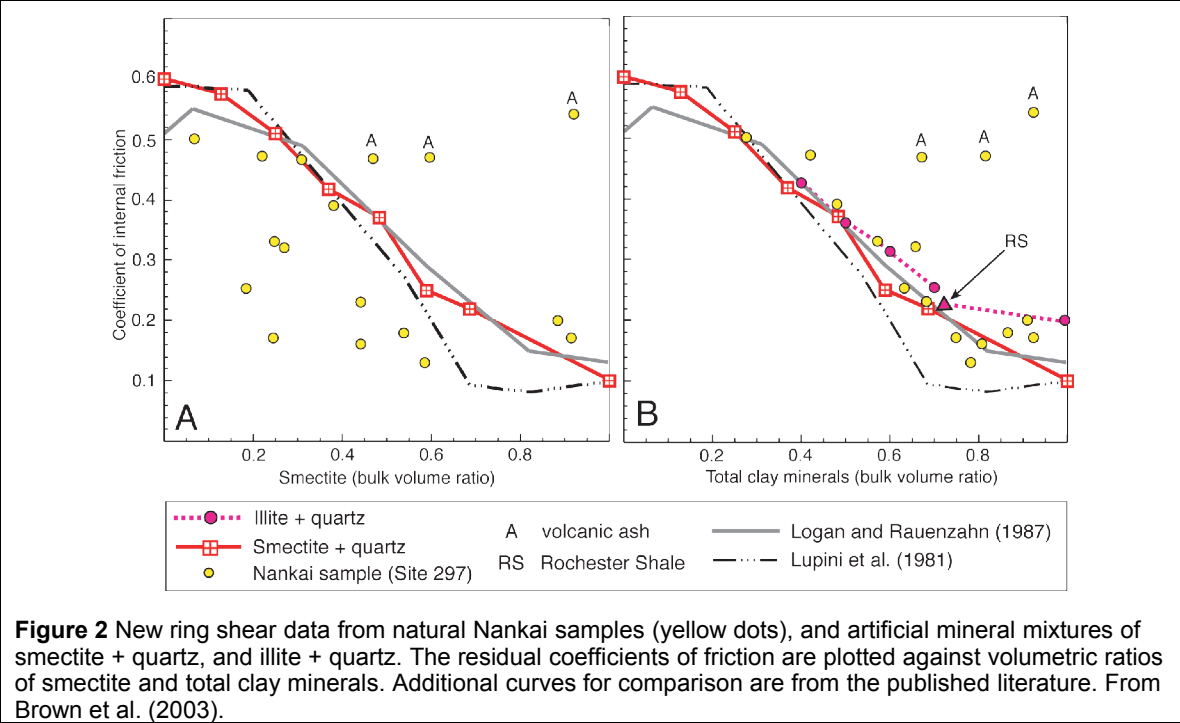 A
A
A
A
A
A
RS
0.6
0.5
0.4
0.3
0.2
0.1
Coefficient of internal friction
A
B
0.2
0.4
0.6
0.8
0.2
0.4
0.6
0.8
Smectite (bulk volume ratio)
Total clay minerals (bulk volume ratio)
Illite + quartz
Smectite + quartz
Nankai sample (Site 297)
A volcanic ash
RS Rochester Shale
Logan and Rauenzahn (1987)
Lupini et al. (1981)
Figure 2 New ring shear data from natural Nankai samples (yellow dots), and artificial mineral mixtures of
smectite + quartz, and illite + quartz. The residual coefficients of friction are plotted against volumetric ratios
of smectite and total clay minerals. Additional curves for comparison are from the published literature. From
Brown et al. (2003).